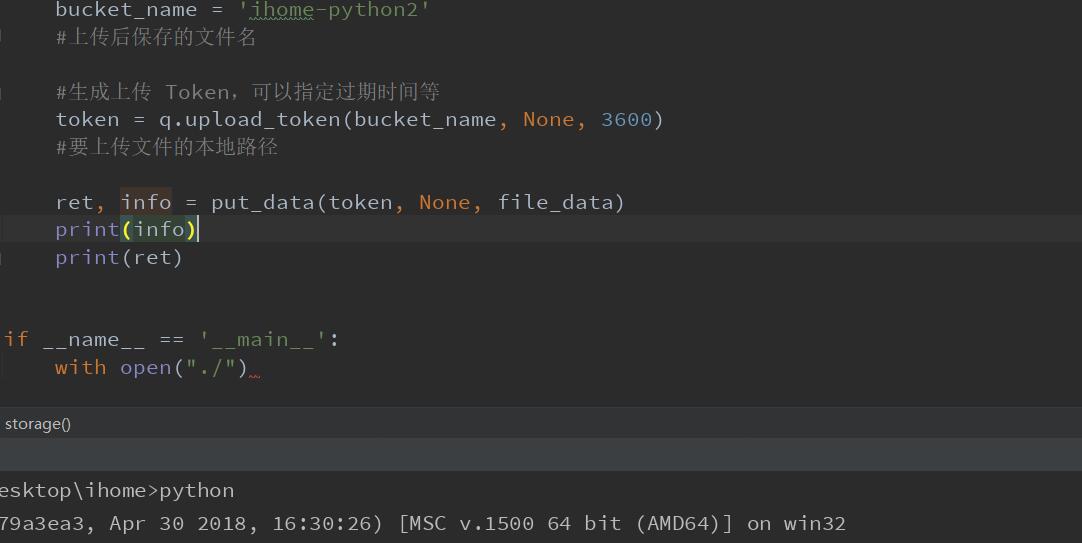 bucket_name = 'ihome-python2'
#上传后保存的文件名
#生成上传 Token，可以指定过期时间等
token = q.upload_token(bucket_name, None, 3600)
#要上传文件的本地路径
ret, info = put_data(token, None, file_data)
print(info)
print(ret)
if __name__ == '__main__':
with open("./")
storage()
esktop\ihome>python
79a3ea3, Apr 30 2018, 16:30:26) [MSC v.1500 64 bit (AMD64)] on win32